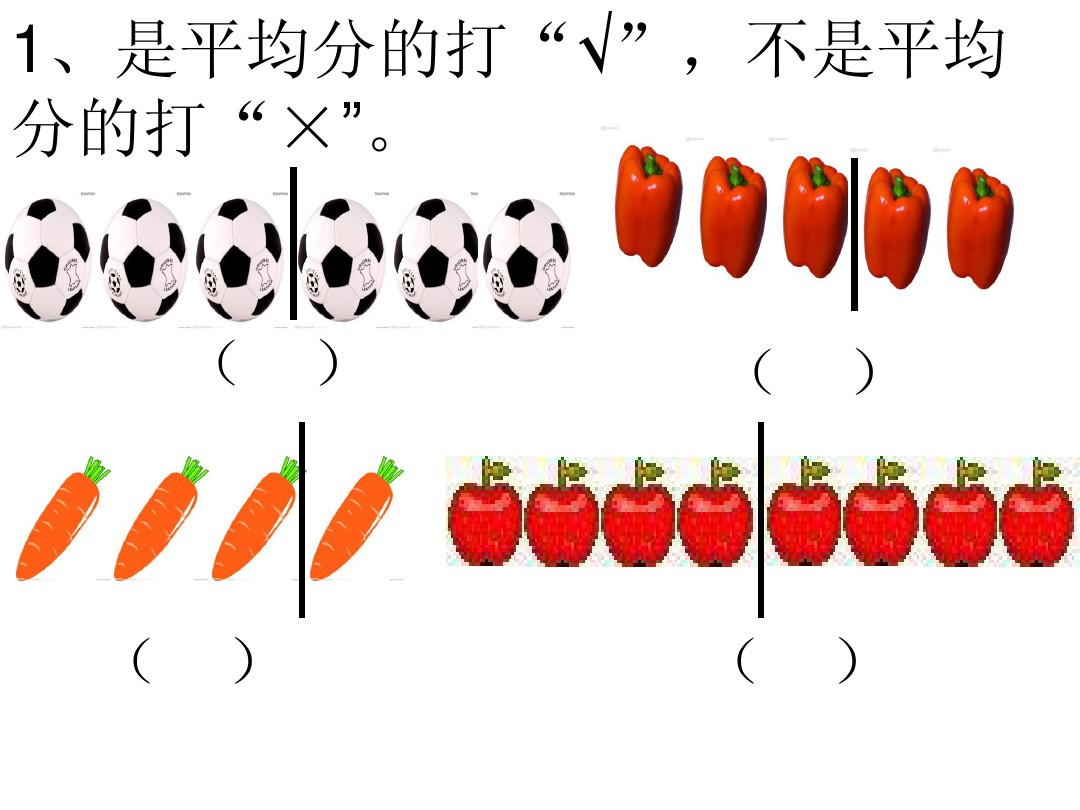 1、是平均分的打“√”，不是平均
分的打“×”。
（ ）
（ ）
（ ）
（ ）